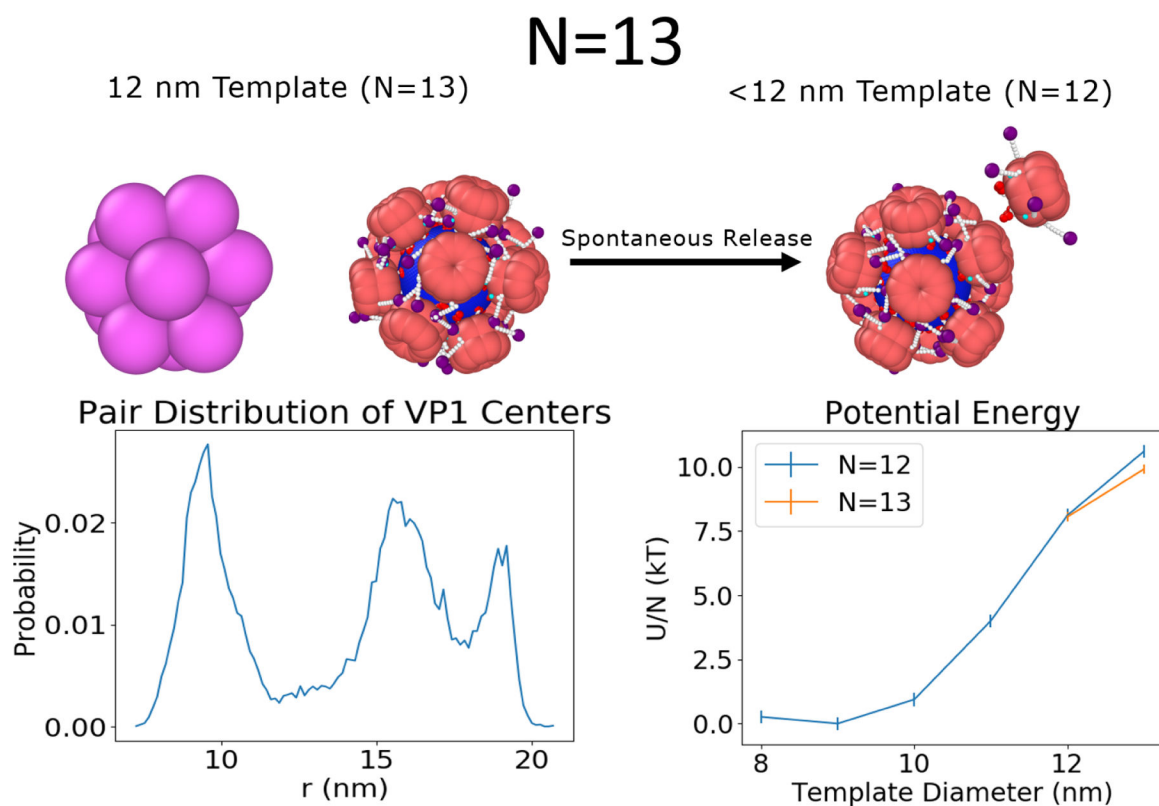 N=13
12 nm Template (N=13)
<12 nm Template (N=12)
Spontaneous Release
Pair Distribution of VP1 Centers
Probability
0.02
0.01
0.00
10
15
20
r (nm)
Potential Energy
N=12
N=13
U/N (kT)
10.0
7.5
5.0
2.5
0.0
8
10
12
Template Diameter (nm)